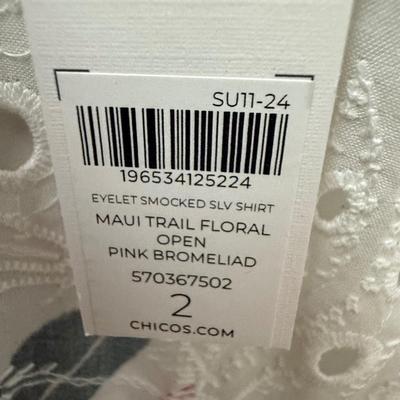 SU11-24
196534125224
EYELET SMOCKED SLV SHIRT
MAUI TRAIL FLORAL
OPEN
PINK BROMELIAD
570367502
2
CHICOS.COM